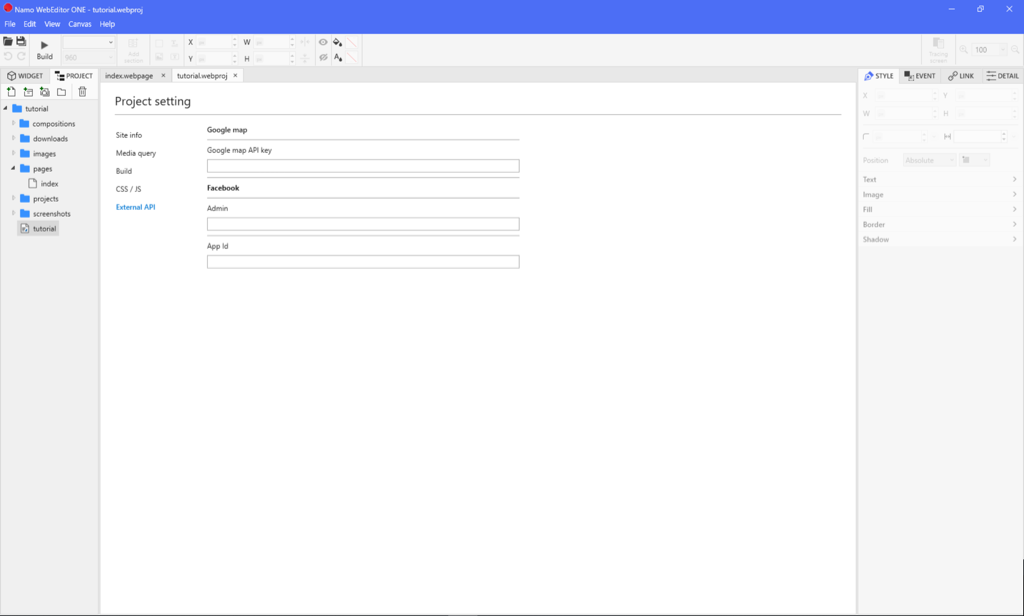 Namo WebEditor ONE - tutorial.webproj
File Edit View Canvas Help
Build
960
Add section
X W
Y H
Tracing screen
100
WIDGET PROJECT
index.webpage × tutorial.webproj ×
STYLE EVENT LINK DETAIL
tutorial
compositions
downloads
images
pages
index
projects
screenshots
tutorial
Project setting
Site info
Media query
Build
CSS / JS
External API
Google map
Google map API key
Facebook
Admin
App Id
X Y
W H
Position Absolute
Text
Image
Fill
Border
Shadow